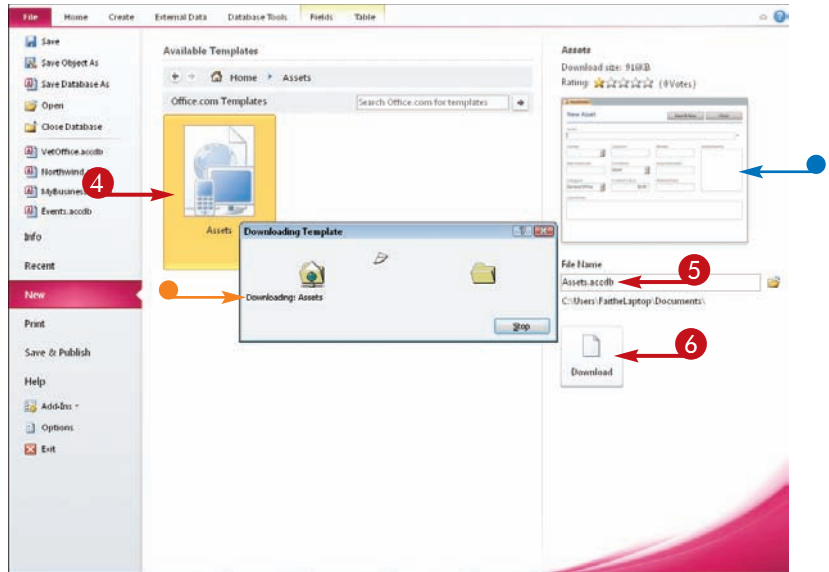 File Home Create External Data Database Tools Fields Table
Save
Save Object As
Save Database As
Open
Close Database
VetOffice.accdb
Northwind
MyBusines
Events.accdb
Info
Recent
New
Print
Save & Publish
Help
Add-Ins
Options
Exit
Available Templates
Home Assets
Office.com Templates
Search Office.com for templates
4
Assets
Downloading Template
Downloading: Assets
Stop
Assets
Download size: 916KB
Rating: (0 Votes)
New Asset
File Name
Assets.accdb
5
C:\Users\FaitheLaptop\Documents\
6
Download